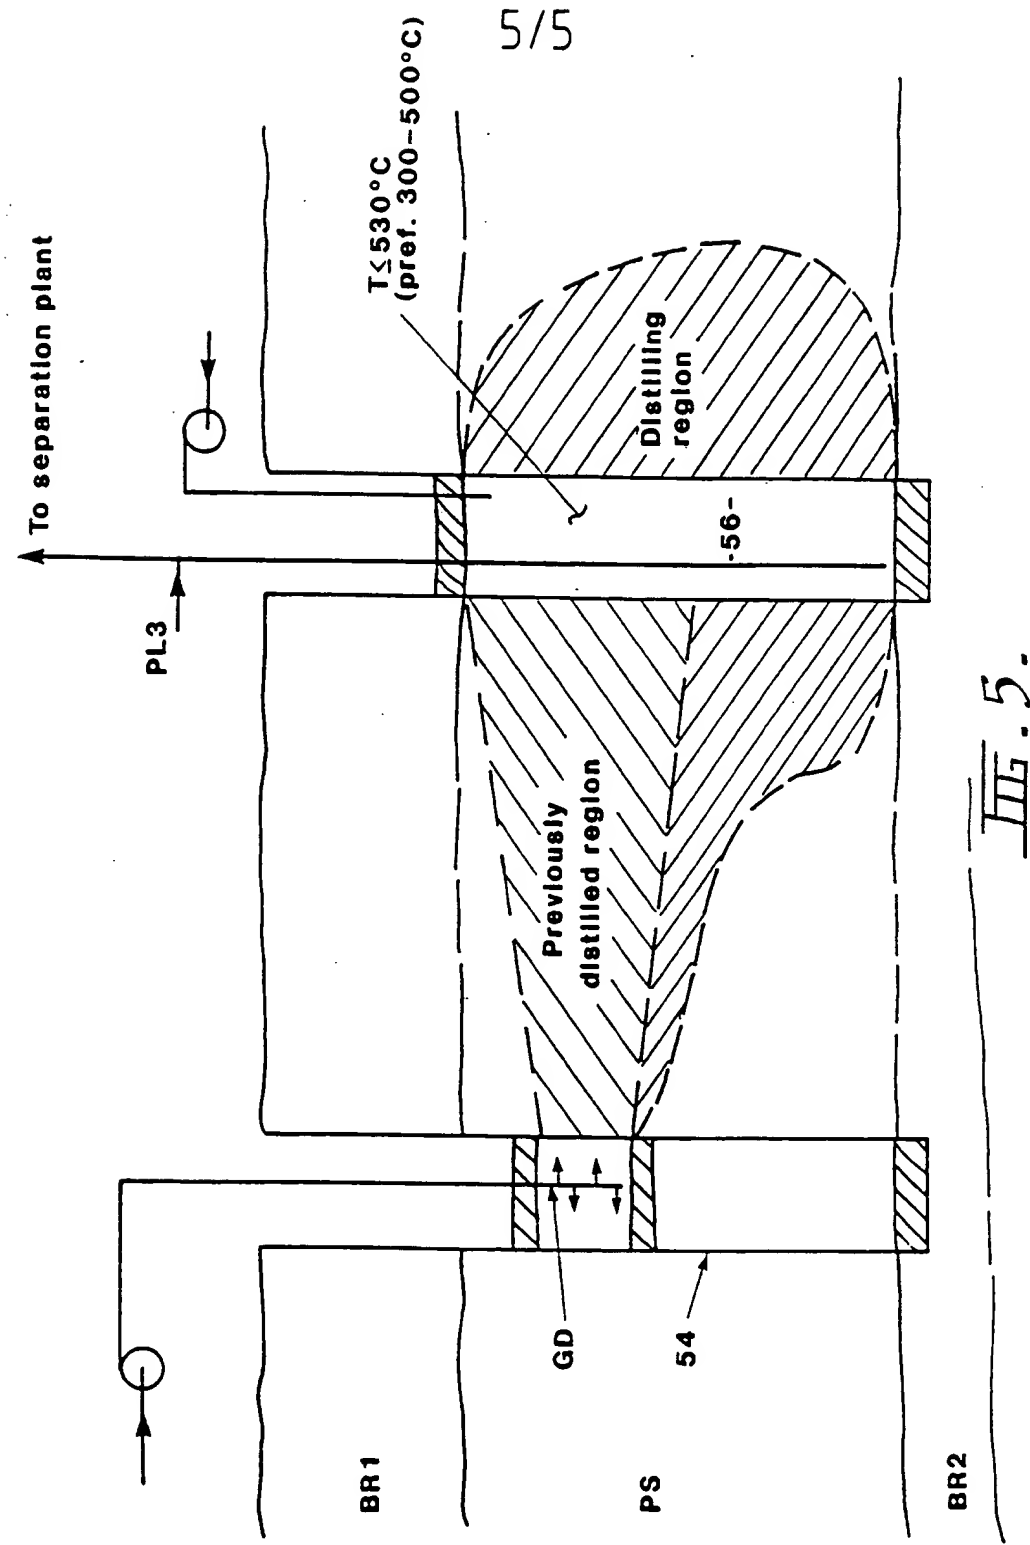 5/5
To separation plant
T≤530°C
(pref. 300-500°C)
PL3
Distilling
region
-56-
Previously
distilled region
GD
54
BR1
PS
BR2
FIG. 5.